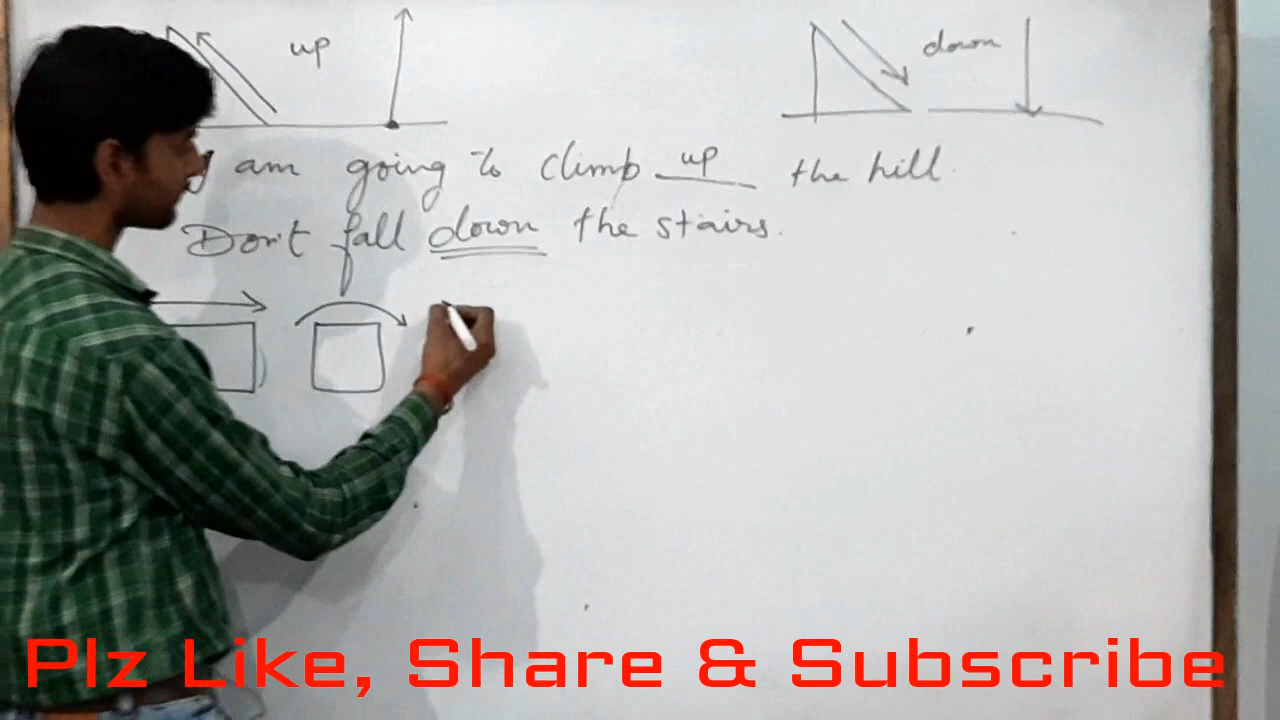 up
down
I am going to climb up the hill.
Don't fall down the stairs.
Plz Like, Share & Subscribe